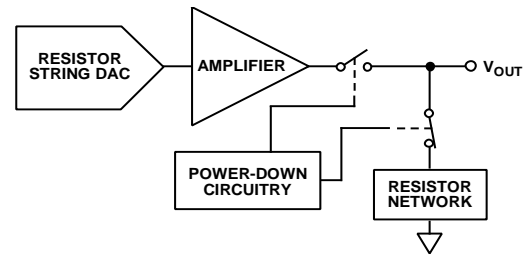 RESISTOR
STRING DAC
AMPLIFIER
VOUT
POWER-DOWN
CIRCUITRY
RESISTOR
NETWORK